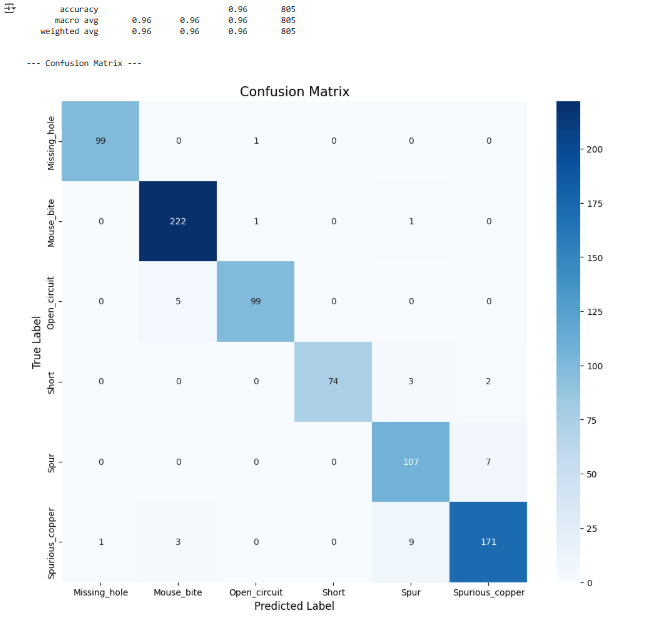 accuracy 0.96 805
macro avg 0.96 0.96 0.96 805
weighted avg 0.96 0.96 0.96 805
--- Confusion Matrix ---
Confusion Matrix
True Label
Missing_hole 99 0 1 0 0 0
Mouse_bite 0 222 1 0 1 0
Open_circuit 0 5 99 0 0 0
Short 0 0 0 74 3 2
Spur 0 0 0 0 107 7
Spurious_copper 1 3 0 0 9 171
Missing_hole Mouse_bite Open_circuit Short Spur Spurious_copper
Predicted Label
200
175
150
125
100
75
50
25
0